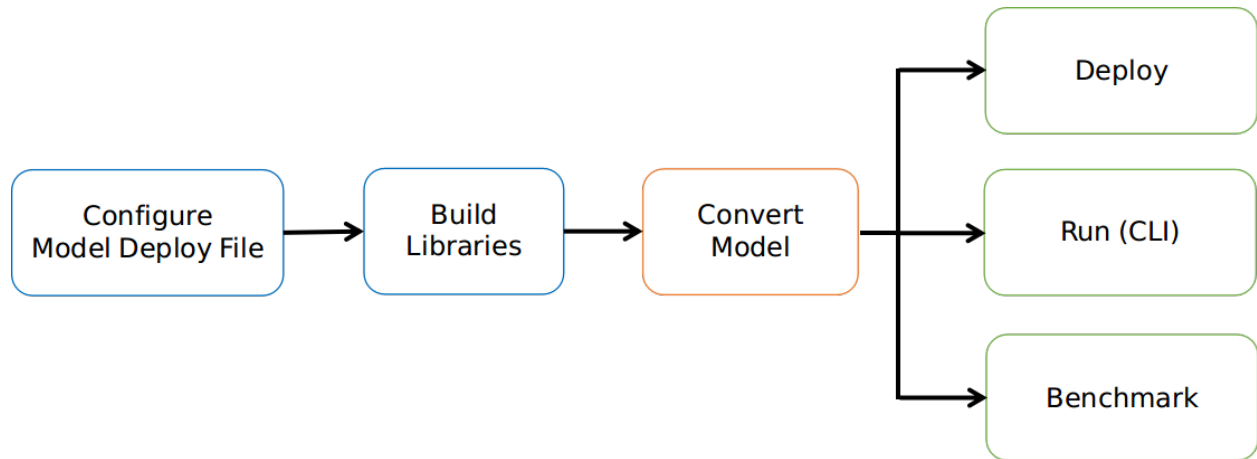 Configure
Model Deploy File
Build
Libraries
Convert
Model
Deploy
Run (CLI)
Benchmark